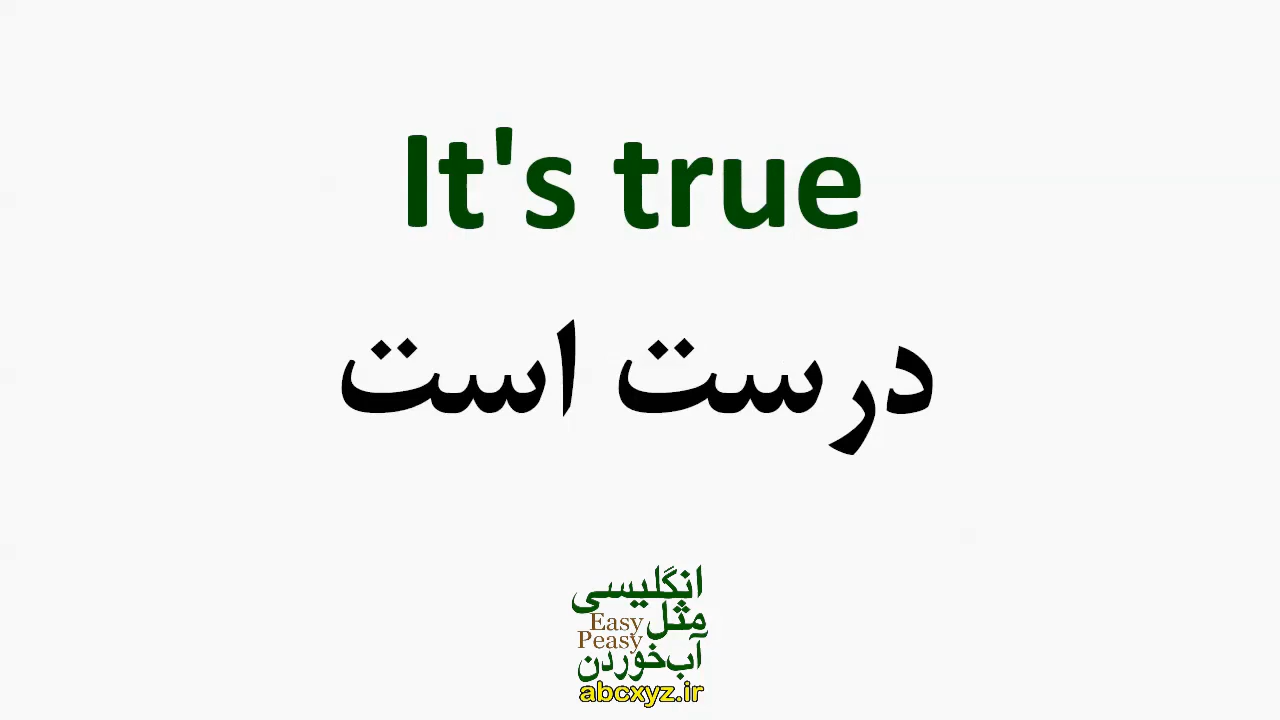 It's true
درست است
انگلیسی
مثل
Easy
Peasy
آب‌خوردن
abcxyz.ir